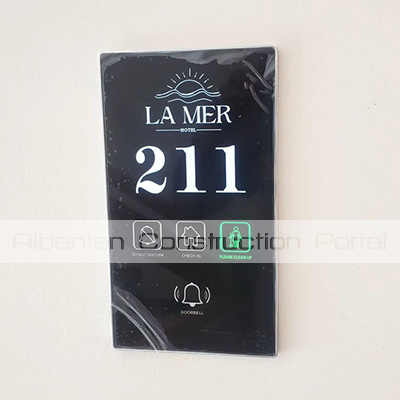 LA MER
HOTEL
211
Albanian Construction Portal
DO NOT DISTURB
CHECK IN
PLEASE CLEAN UP
DOORBELL